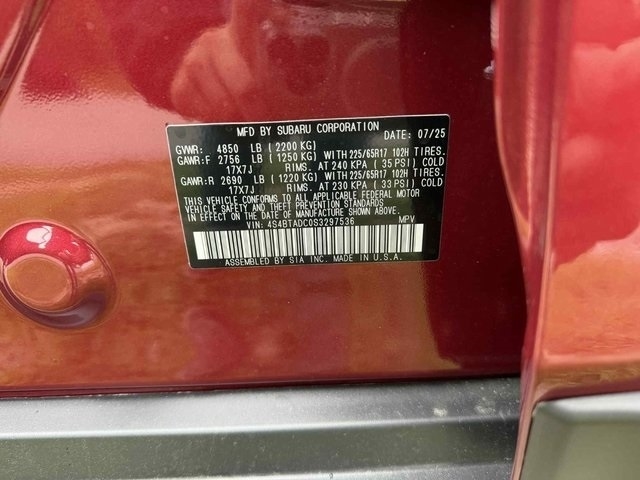 MFD BY SUBARU CORPORATION DATE: 07/25
GVWR: 4850 LB (2200 KG)
GAWR:F 2756 LB (1250 KG) WITH 225/65R17 102H TIRES.
17X7J RIMS. AT 240 KPA (35 PSI) COLD
GAWR:R 2690 LB (1220 KG) WITH 225/65R17 102H TIRES.
17X7J RIMS. AT 230 KPA (33 PSI) COLD
THIS VEHICLE CONFORMS TO ALL APPLICABLE FEDERAL MOTOR
VEHICLE SAFETY AND THEFT PREVENTION STANDARDS
IN EFFECT ON THE DATE OF MANUFACTURE SHOWN ABOVE.
VIN: 4S4BTADC0S3297536 MPV
ASSEMBLED BY SIA INC. MADE IN U.S.A.